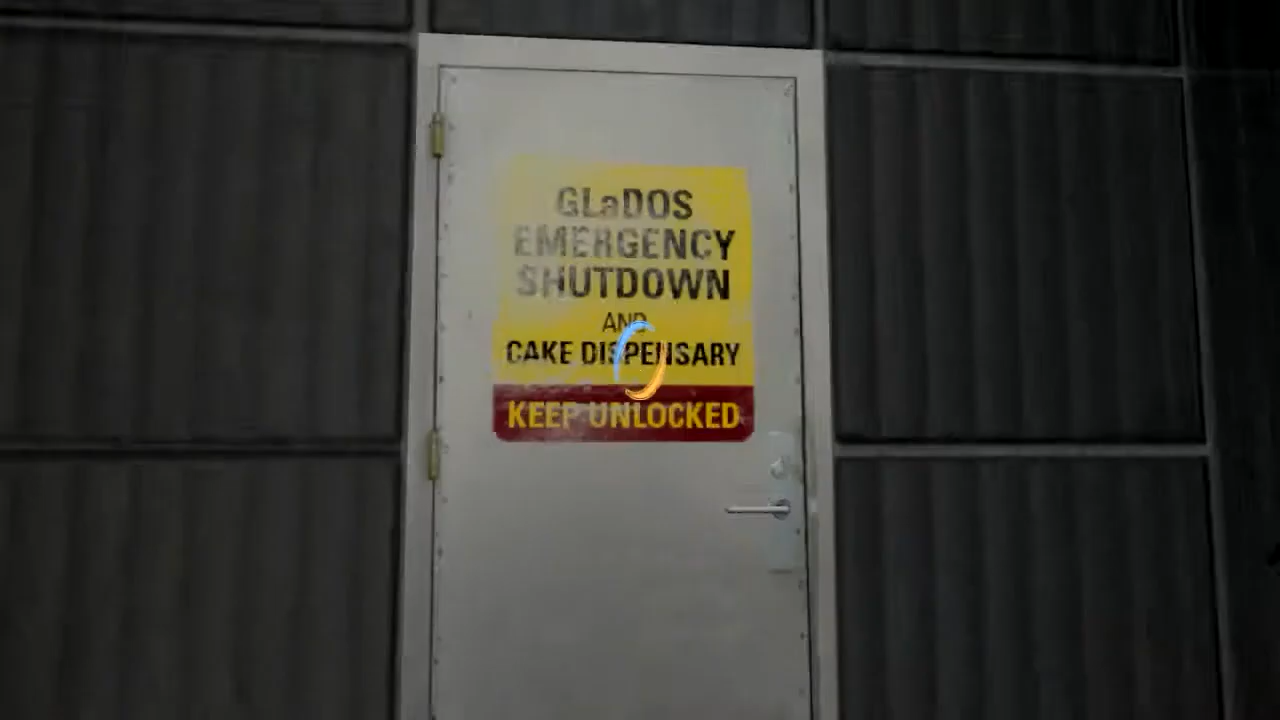 GLaDOS
EMERGENCY
SHUTDOWN
AND
CAKE DISPENSARY
KEEP UNLOCKED